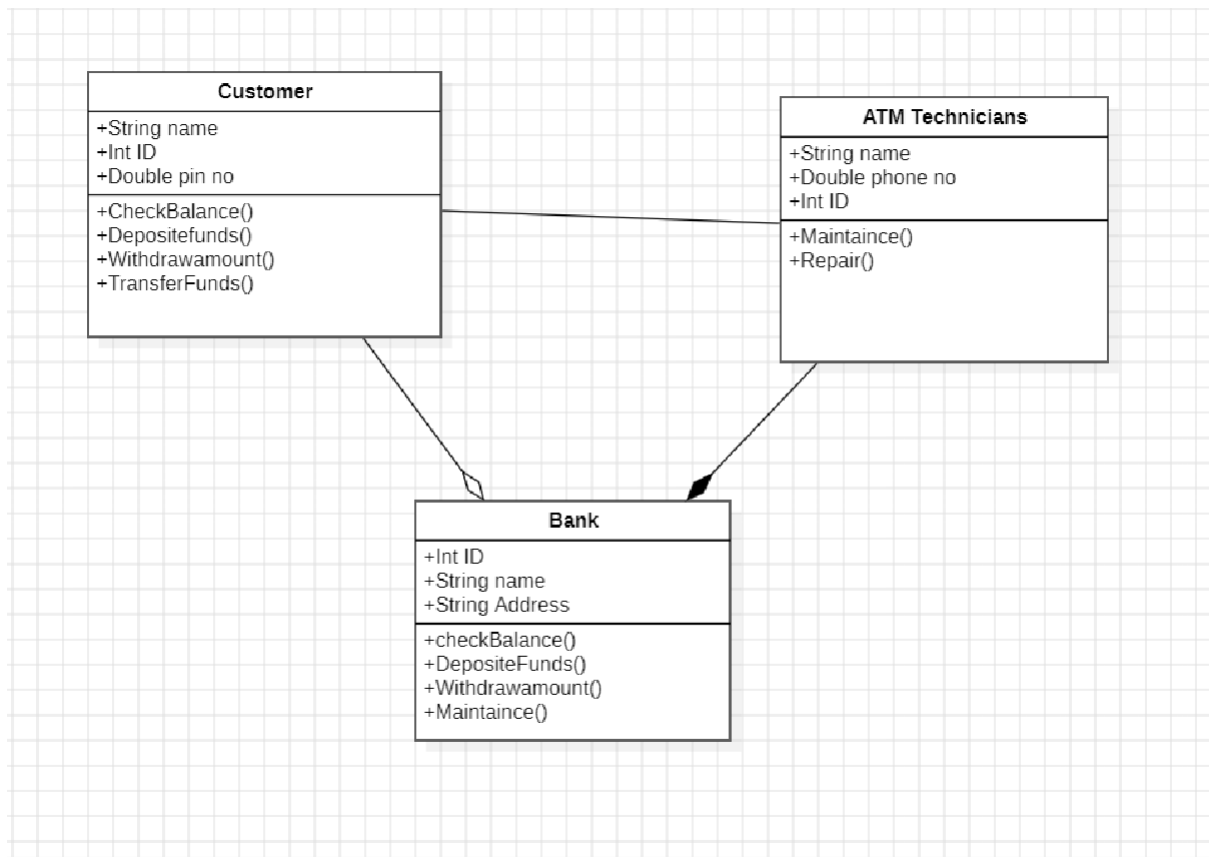 Customer
+String name
+Int ID
+Double pin no
+CheckBalance()
+Depositefunds()
+Withdrawamount()
+TransferFunds()
ATM Technicians
+String name
+Double phone no
+Int ID
+Maintaince()
+Repair()
Bank
+Int ID
+String name
+String Address
+checkBalance()
+DepositeFunds()
+Withdrawamount()
+Maintaince()